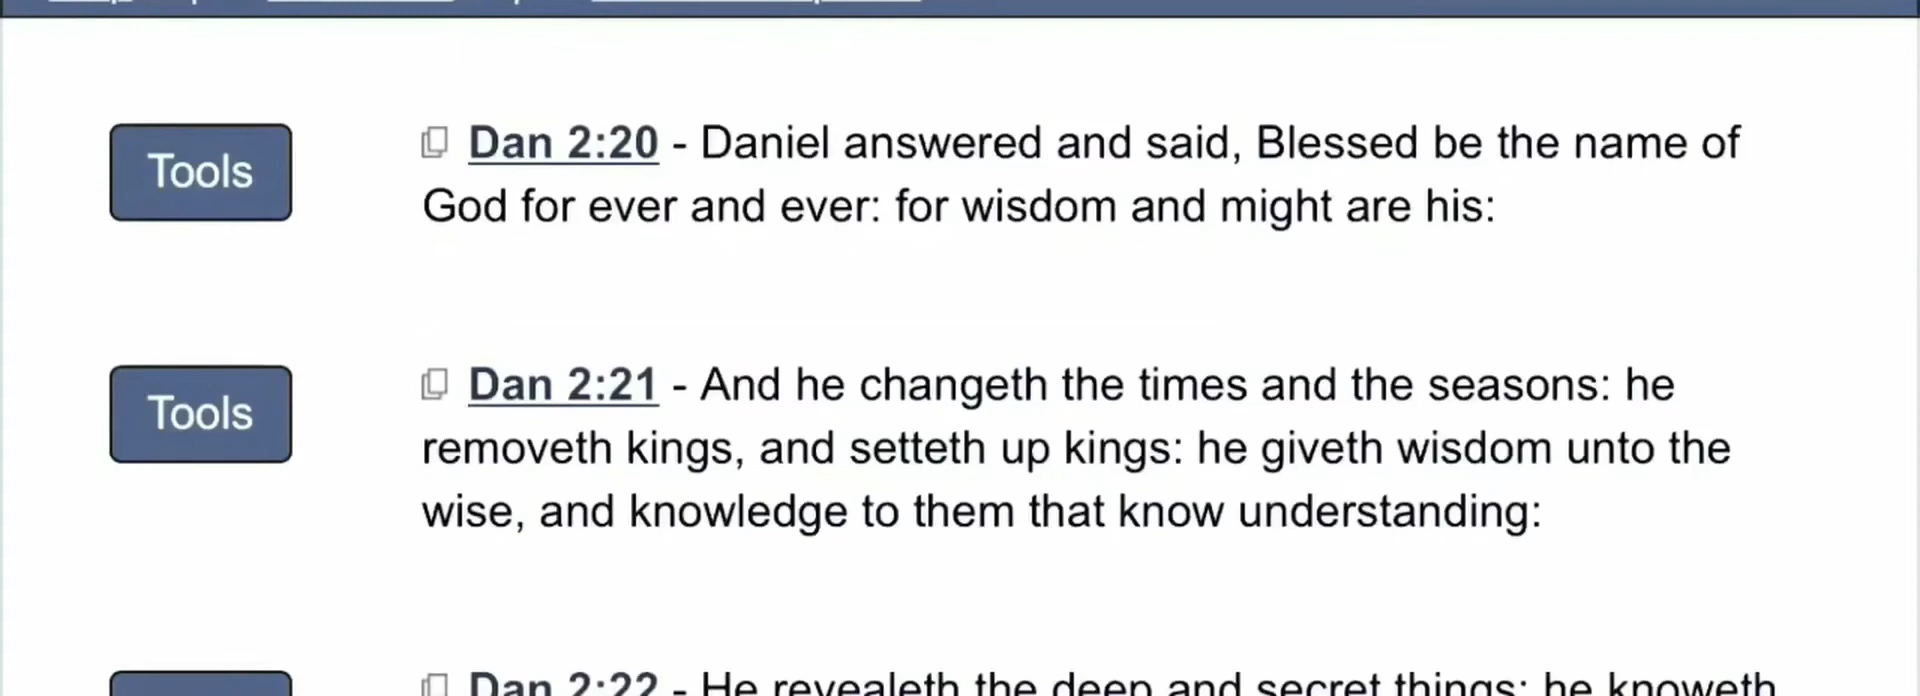 Tools
Dan 2:20 - Daniel answered and said, Blessed be the name of
God for ever and ever: for wisdom and might are his:
Tools
Dan 2:21 - And he changeth the times and the seasons: he
removeth kings, and setteth up kings: he giveth wisdom unto the
wise, and knowledge to them that know understanding:
Dan 2:22 - He revealeth the deep and secret things: he knoweth